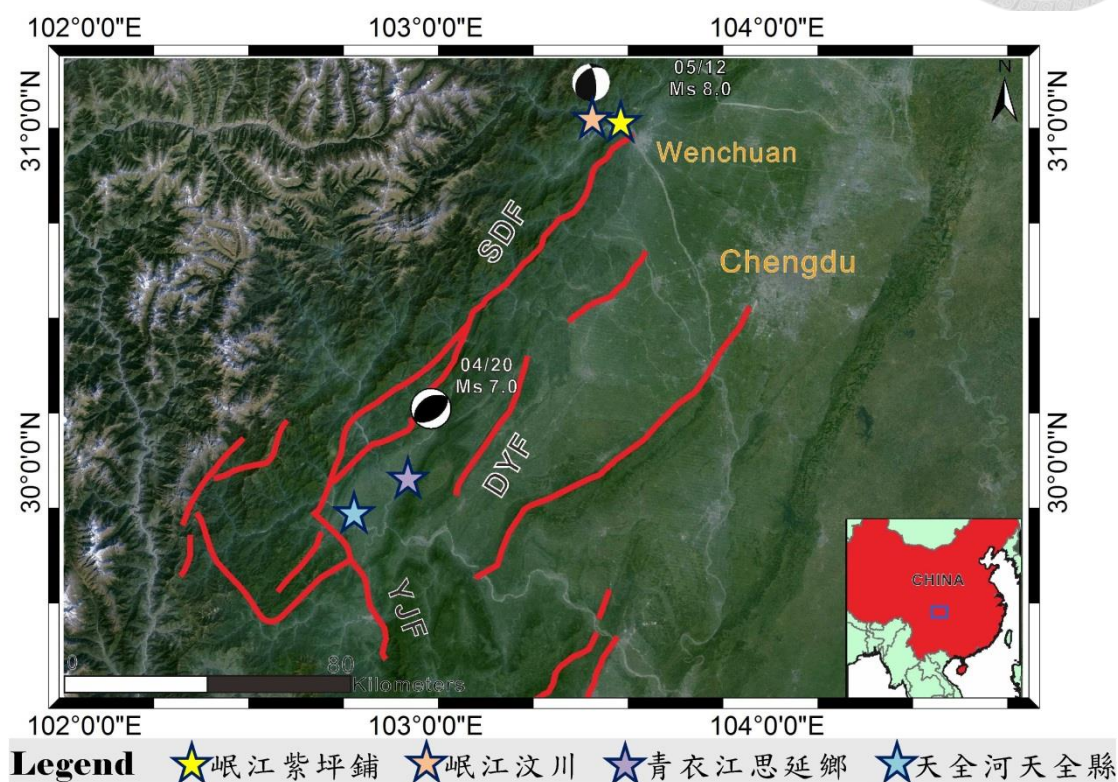 102°0'0"E 103°0'0"E 104°0'0"E
05/12
Ms 8.0
N
31°0'0"N
31°0'0"N
Wenchuan
SDF
Chengdu
04/20
Ms 7.0
30°0'0"N
30°0'0"N
DYF
YJF
CHINA
0 80
Kilometers
102°0'0"E 103°0'0"E 104°0'0"E
Legend 岷江紫坪鋪 岷江汶川 青衣江思延鄉 天全河天全縣